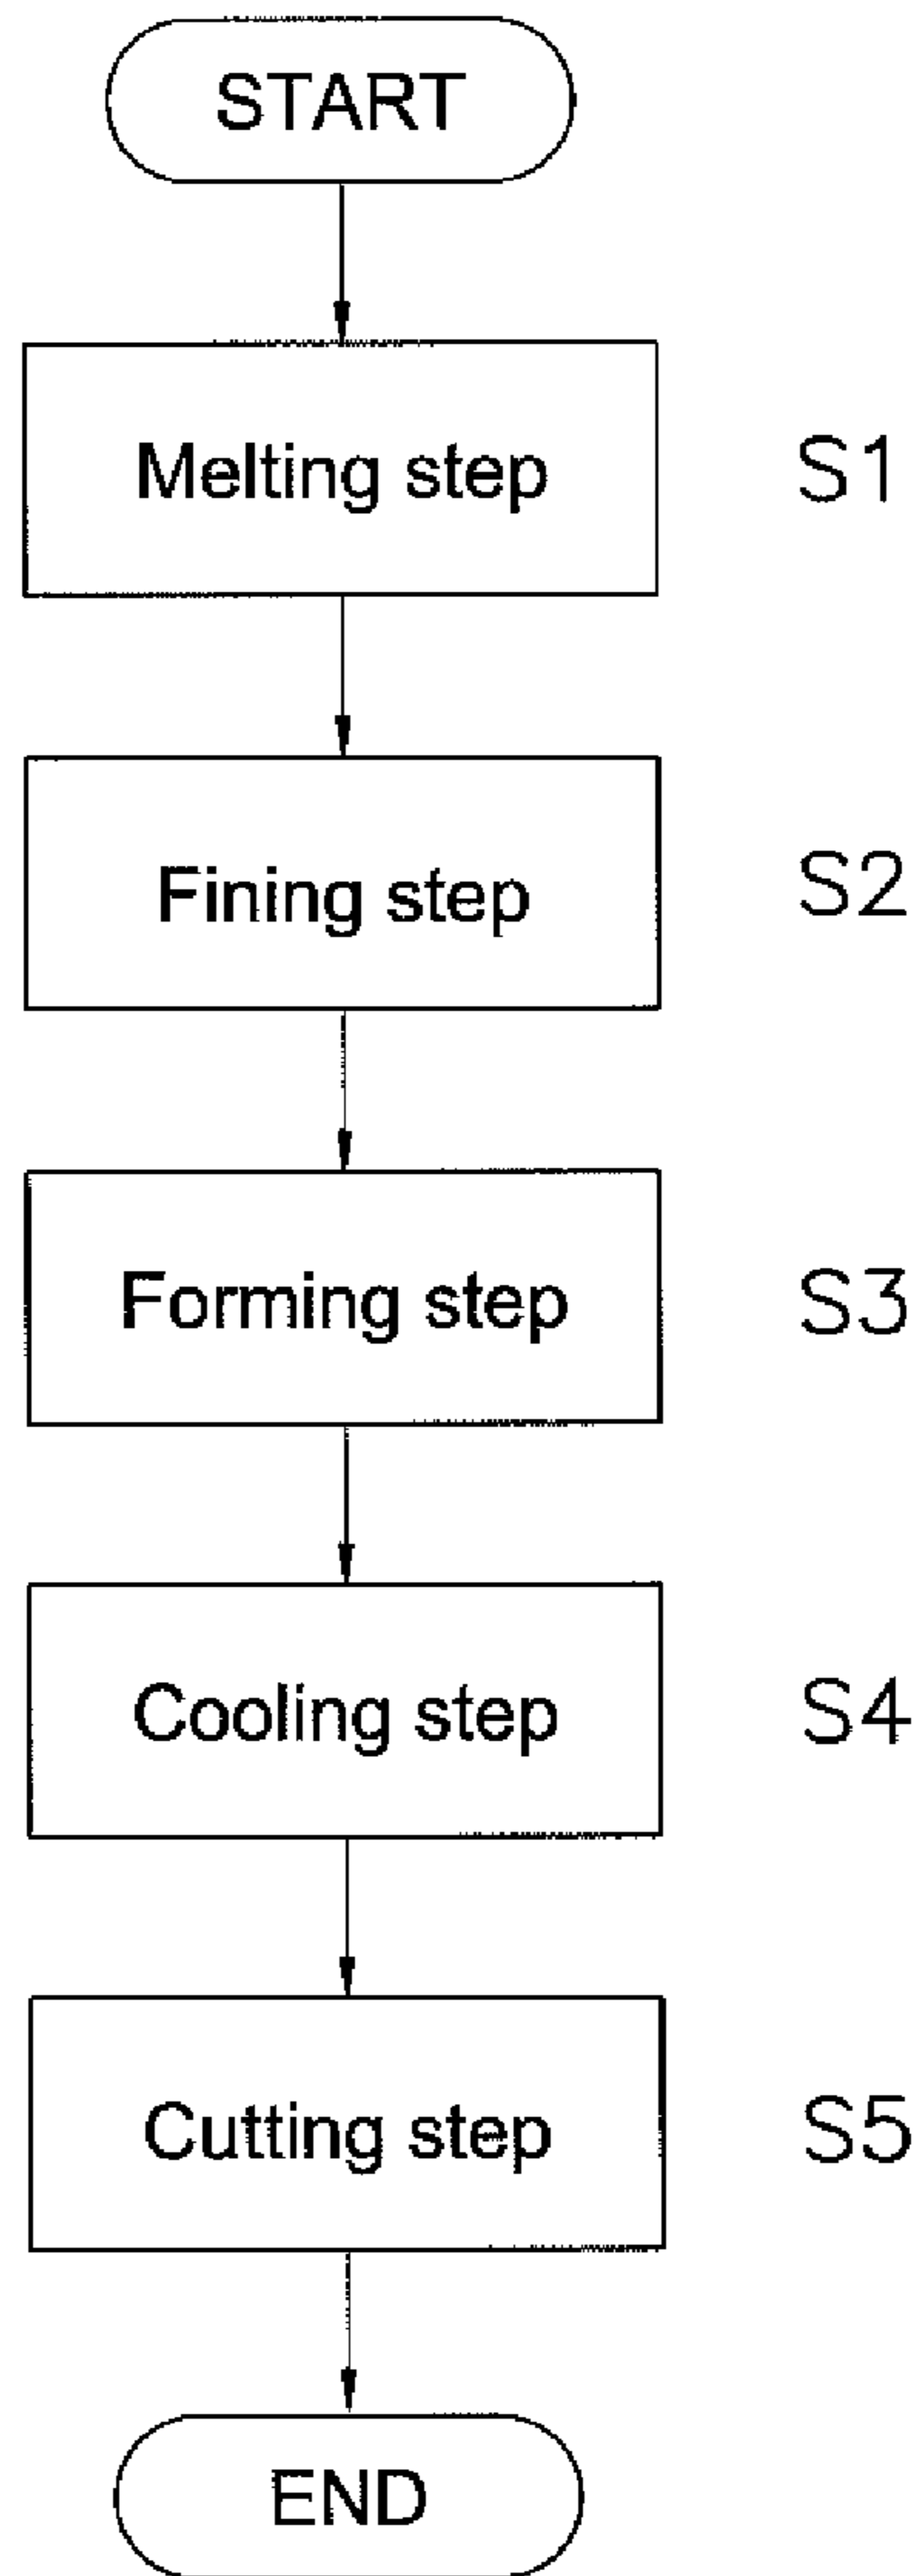 START
Melting step S1
Fining step S2
Forming step S3
Cooling step S4
Cutting step S5
END